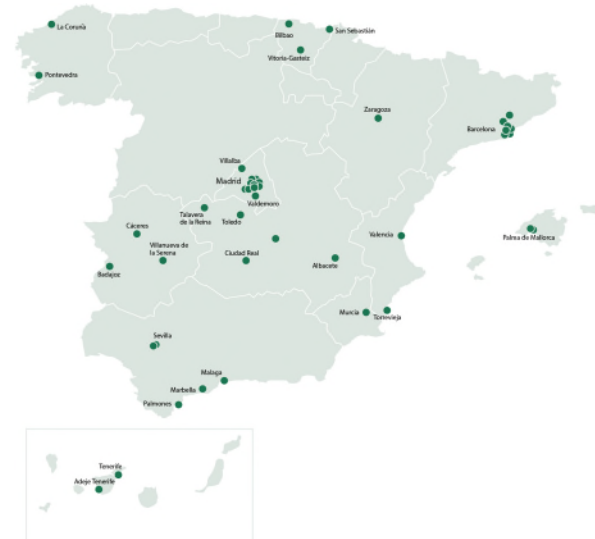 La Coruña
Bilbao
San Sebastián
Vitoria-Gasteiz
Pontevedra
Zaragoza
Barcelona
Villalba
Madrid
Valdemoro
Talavera
de la Reina
Toledo
Cáceres
Villanueva de
la Serena
Ciudad Real
Valencia
Palma de Mallorca
Badajoz
Albacete
Murcia
Torrevieja
Sevilla
Malaga
Marbella
Palmones
Tenerife
Adeje Tenerife